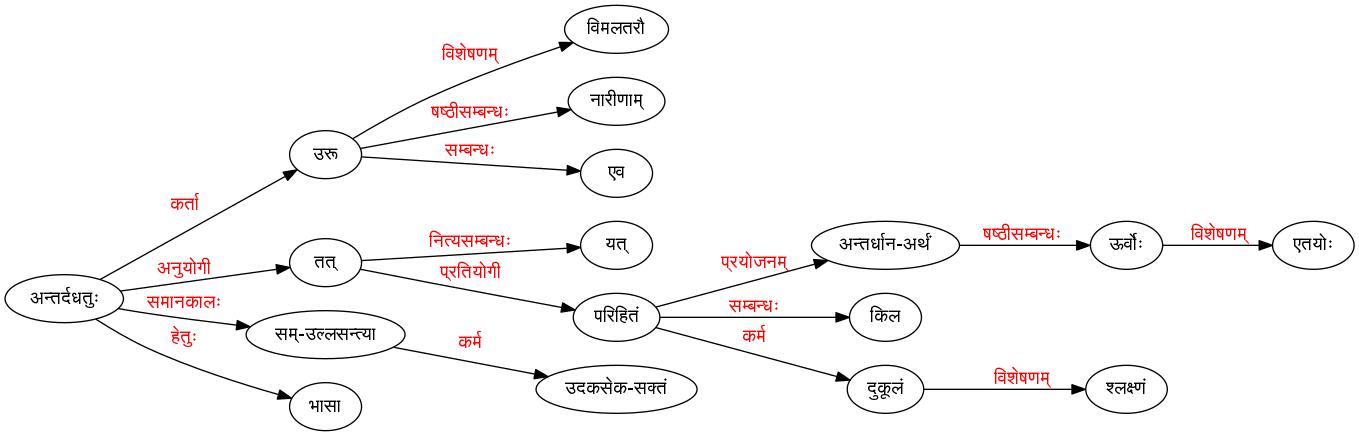 विमलतरौ
विशेषणम्
नारीणाम्
षष्ठीसम्बन्धः
उरू
सम्बन्धः
एव
कर्ता
नित्यसम्बन्धः
यत्
अन्तर्धान-अर्थं
षष्ठीसम्बन्धः
ऊर्वोः
विशेषणम्
एतयोः
अनुयोगी
तत्
प्रतियोगी
प्रयोजनम्
अन्तर्दधतुः
समानकालः
सम्-उल्लसन्त्या
परिहितं
सम्बन्धः
किल
हेतुः
कर्म
कर्म
भासा
उदकसेक-सक्तं
दुकूलं
विशेषणम्
श्लक्ष्णं